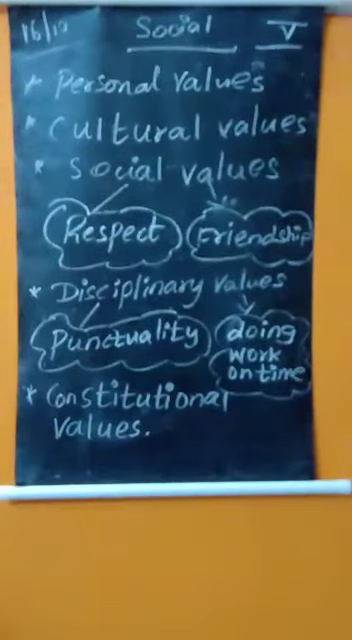 16/10 Social V
* Personal values
* Cultural values
* Social values
Respect Friendship
* Disciplinary values
Punctuality doing work on time
* Constitutional
values.